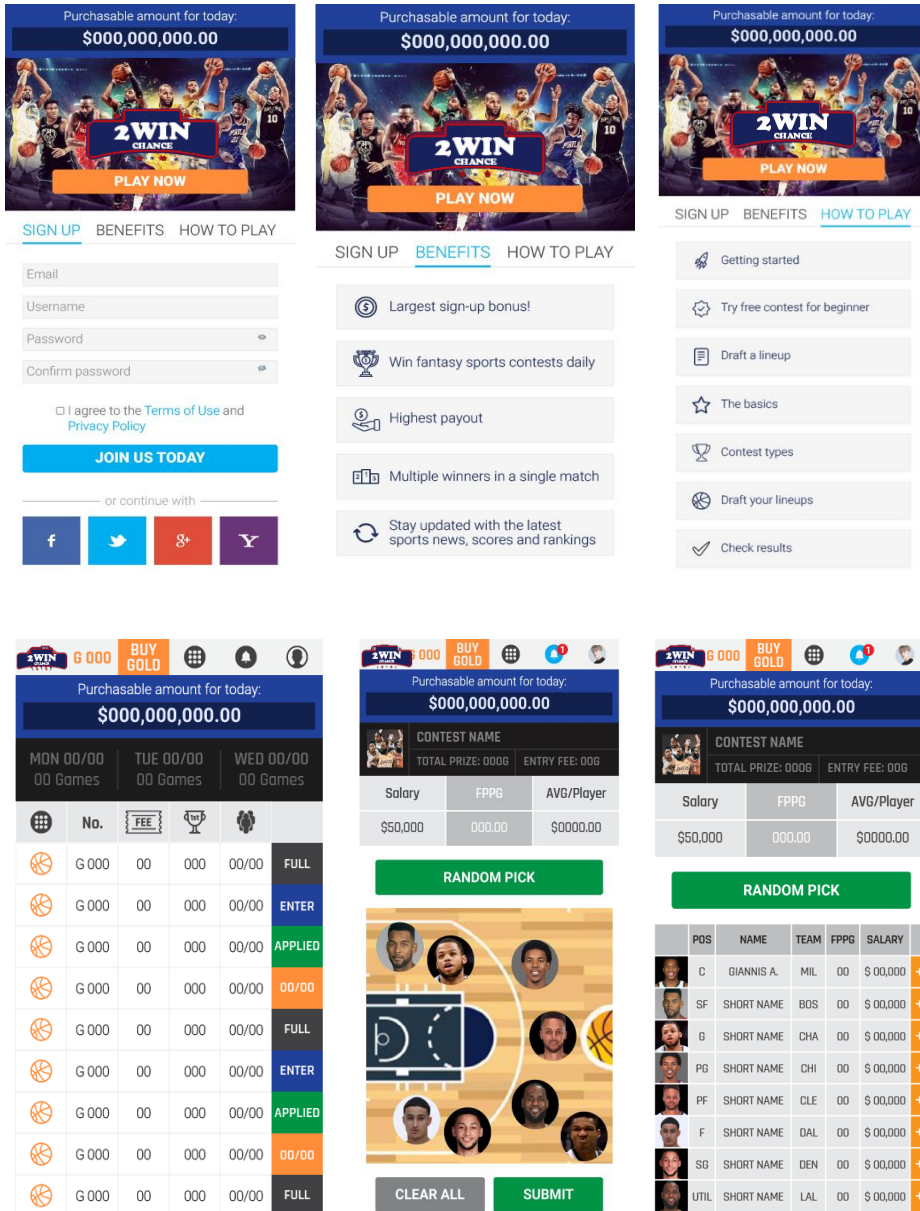 Purchasable amount for today:
$000,000,000.00
2WIN
CHANCE
PLAY NOW
SIGN UP BENEFITS HOW TO PLAY
Email
Username
Password
Confirm password
I agree to the Terms of Use and
Privacy Policy
JOIN US TODAY
or continue with
f 8+ Y
Purchasable amount for today:
$000,000,000.00
2WIN
CHANCE
PLAY NOW
SIGN UP BENEFITS HOW TO PLAY
Largest sign-up bonus!
Win fantasy sports contests daily
Highest payout
2 1 3 Multiple winners in a single match
Stay updated with the latest
sports news, scores and rankings
Purchasable amount for today:
$000,000,000.00
2WIN
CHANCE
PLAY NOW
SIGN UP BENEFITS HOW TO PLAY
Getting started
Try free contest for beginner
Draft a lineup
The basics
Contest types
Draft your lineups
Check results
2WIN CHANCE G 000 BUY GOLD
Purchasable amount for today:
$000,000,000.00
MON 00/00 TUE 00/00 WED 00/00
00 Games 00 Games 00 Games
No. FEE 1st
G 000 00 000 00/00 FULL
G 000 00 000 00/00 ENTER
G 000 00 000 00/00 APPLIED
G 000 00 000 00/00 00/00
G 000 00 000 00/00 FULL
G 000 00 000 00/00 ENTER
G 000 00 000 00/00 APPLIED
G 000 00 000 00/00 00/00
G 000 00 000 00/00 FULL
2WIN CHANCE 000 BUY GOLD 1
Purchasable amount for today:
$000,000,000.00
CONTEST NAME
TOTAL PRIZE: 000G ENTRY FEE: 00G
Salary FPPG AVG/Player
$50,000 000.00 $0000.00
RANDOM PICK
CLEAR ALL SUBMIT
2WIN CHANCE G 000 BUY GOLD 1
Purchasable amount for today:
$000,000,000.00
CONTEST NAME
TOTAL PRIZE: 000G ENTRY FEE: 00G
Salary FPPG AVG/Player
$50,000 000.00 $0000.00
RANDOM PICK
POS NAME TEAM FPPG SALARY
C GIANNIS A. MIL 00 $ 00,000
SF SHORT NAME BOS 00 $ 00,000
G SHORT NAME CHA 00 $ 00,000
PG SHORT NAME CHI 00 $ 00,000
PF SHORT NAME CLE 00 $ 00,000
F SHORT NAME DAL 00 $ 00,000
SG SHORT NAME DEN 00 $ 00,000
UTIL SHORT NAME LAL 00 $ 00,000